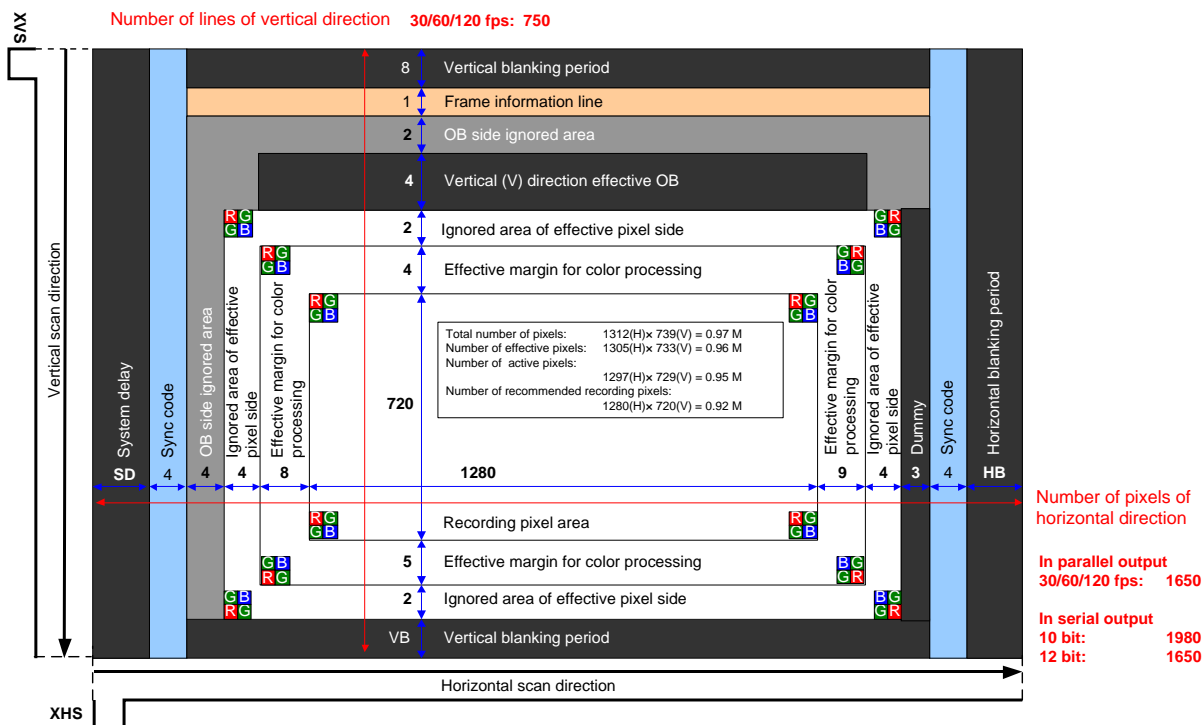 XVS
Number of lines of vertical direction 30/60/120 fps: 750
8 Vertical blanking period
1 Frame information line
2 OB side ignored area
4 Vertical (V) direction effective OB
R G
G B
2 Ignored area of effective pixel side
G R
B G
R G
G B
4 Effective margin for color processing
G R
B G
R G
G B
R G
G B
Total number of pixels: 1312(H)× 739(V) = 0.97 M
Number of effective pixels: 1305(H)× 733(V) = 0.96 M
Number of active pixels:
1297(H)× 729(V) = 0.95 M
Number of recommended recording pixels:
1280(H)× 720(V) = 0.92 M
720
Vertical scan direction
System delay
Sync code
OB side ignored area
Ignored area of effective
pixel side
Effective margin for color
processing
Effective margin for color
processing
Ignored area of effective
pixel side
Dummy
Sync code
Horizontal blanking period
SD 4 4 4 8 1280 9 4 3 4 HB
Number of pixels of
horizontal direction
R G
G B
Recording pixel area
R G
G B
G B
R G
5 Effective margin for color processing
B G
G R
G B
R G
2 Ignored area of effective pixel side
B G
G R
In parallel output
30/60/120 fps: 1650
In serial output
10 bit: 1980
12 bit: 1650
VB Vertical blanking period
Horizontal scan direction
XHS